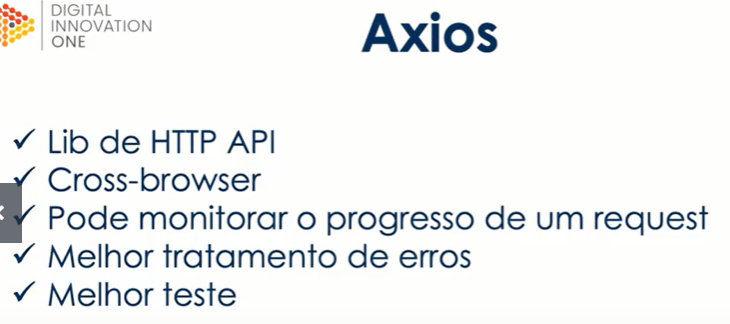 DIGITAL
INNOVATION
ONE
Axios
✓ Lib de HTTP API
✓ Cross-browser
✓ Pode monitorar o progresso de um request
✓ Melhor tratamento de erros
✓ Melhor teste